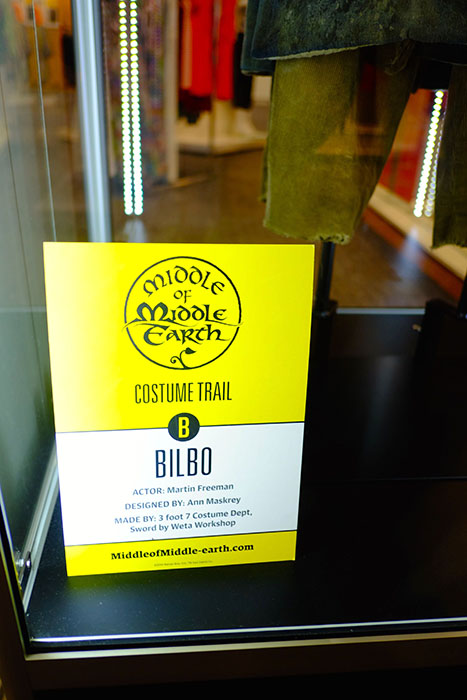 MIDDLE
OF
MIDDLE
EARTH
COSTUME TRAIL
B
BILBO
ACTOR: Martin Freeman
DESIGNED BY: Ann Maskrey
MADE BY: 3 foot 7 Costume Dept,
Sword by Weta Workshop
MiddleofMiddle-earth.com